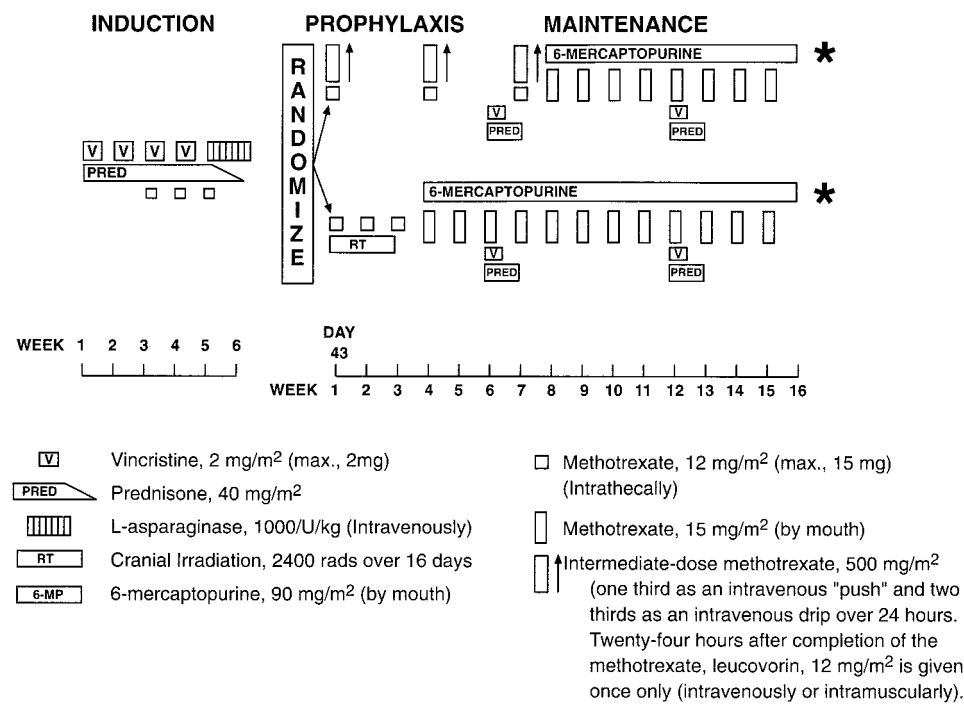 INDUCTION
PROPHYLAXIS
MAINTENANCE
RANDOMIZE
6-MERCAPTOPURINE *
V PRED
V PRED
V V V V
PRED
6-MERCAPTOPURINE *
RT
V PRED
V PRED
WEEK 1 2 3 4 5 6
DAY
43
WEEK 1 2 3 4 5 6 7 8 9 10 11 12 13 14 15 16
V Vincristine, 2 mg/m² (max., 2mg)
PRED Prednisone, 40 mg/m²
L-asparaginase, 1000/U/kg (Intravenously)
RT Cranial Irradiation, 2400 rads over 16 days
6-MP 6-mercaptopurine, 90 mg/m² (by mouth)
Methotrexate, 12 mg/m² (max., 15 mg)
(Intrathecally)
Methotrexate, 15 mg/m² (by mouth)
Intermediate-dose methotrexate, 500 mg/m²
(one third as an intravenous "push" and two
thirds as an intravenous drip over 24 hours.
Twenty-four hours after completion of the
methotrexate, leucovorin, 12 mg/m² is given
once only (intravenously or intramuscularly).